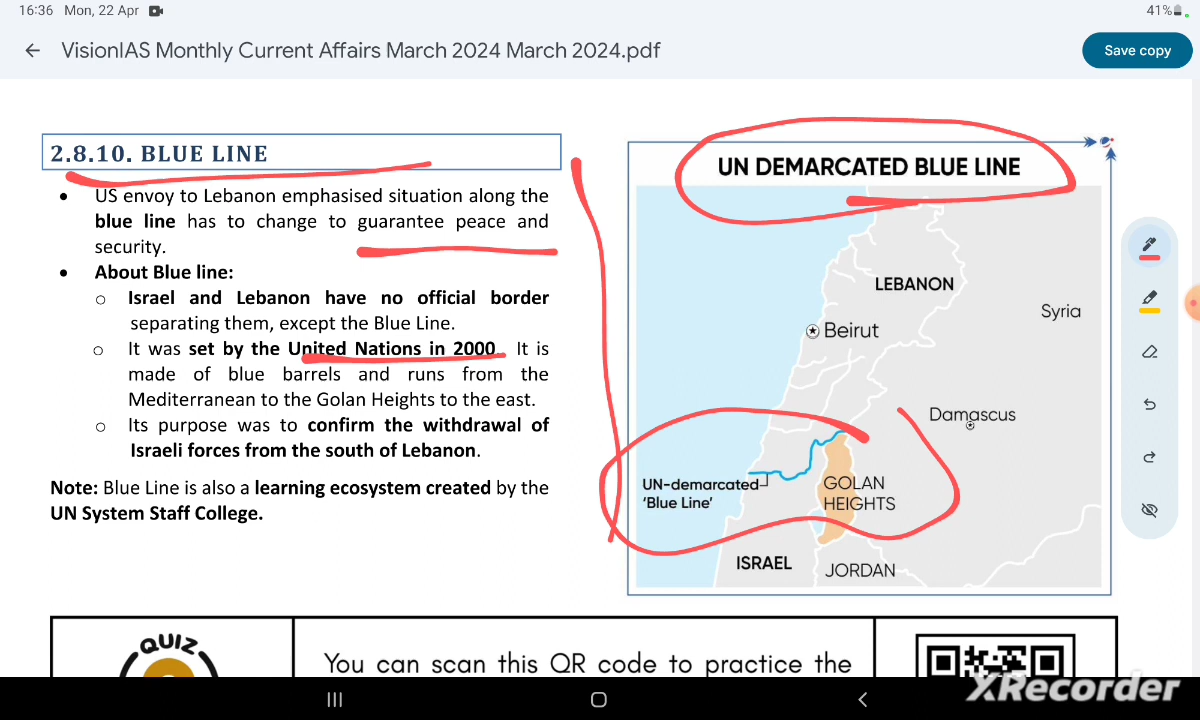 16:36 Mon, 22 Apr
41%
VisionIAS Monthly Current Affairs March 2024 March 2024.pdf
Save copy
2.8.10. BLUE LINE
• US envoy to Lebanon emphasised situation along the
blue line has to change to guarantee peace and
security.
• About Blue line:
o Israel and Lebanon have no official border
separating them, except the Blue Line.
o It was set by the United Nations in 2000. It is
made of blue barrels and runs from the
Mediterranean to the Golan Heights to the east.
o Its purpose was to confirm the withdrawal of
Israeli forces from the south of Lebanon.
Note: Blue Line is also a learning ecosystem created by the
UN System Staff College.
UN DEMARCATED BLUE LINE
LEBANON
Syria
Beirut
Damascus
UN-demarcated
'Blue Line'
GOLAN
HEIGHTS
ISRAEL
JORDAN
QUIZ
You can scan this QR code to practice the
XRecorder